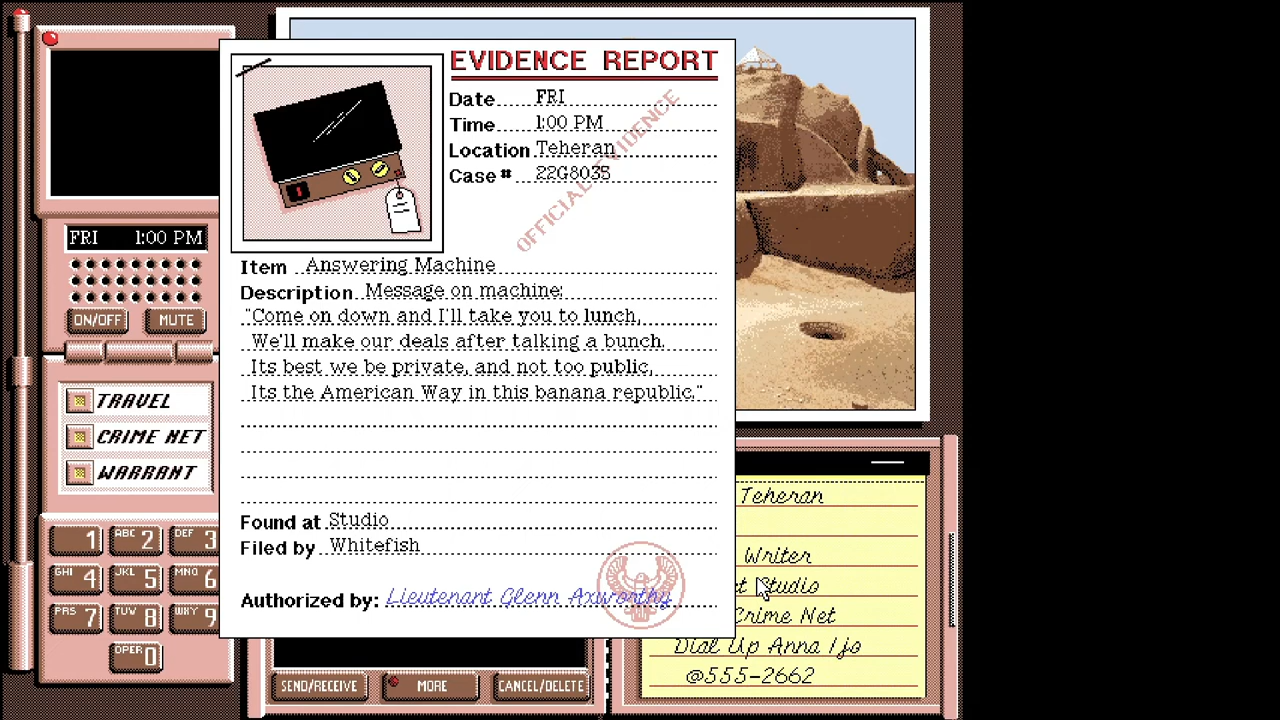 EVIDENCE REPORT
Date FRI
Time 1:00 PM
Location Teheran
Case # 22G8035
OFFICIAL EVIDENCE
Item Answering Machine
Description Message on machine:
"Come on down and I'll take you to lunch,
We'll make our deals after talking a bunch.
Its best we be private, and not too public,
Its the American Way in this banana republic."
Found at Studio
Filed by Whitefish
Authorized by: Lieutenant Glenn Axworthy
FRI 1:00 PM
ON/OFF MUTE
TRAVEL
CRIME NET
WARRANT
1 ABC 2 DEF 3
GHI 4 JKL 5 MNO 6
PRS 7 TUV 8 WXY 9
OPER 0
SEND/RECEIVE MORE CANCEL/DELETE
Teheran
Writer
Studio
Crime Net
Dial Up Anna Ljo
@555-2662